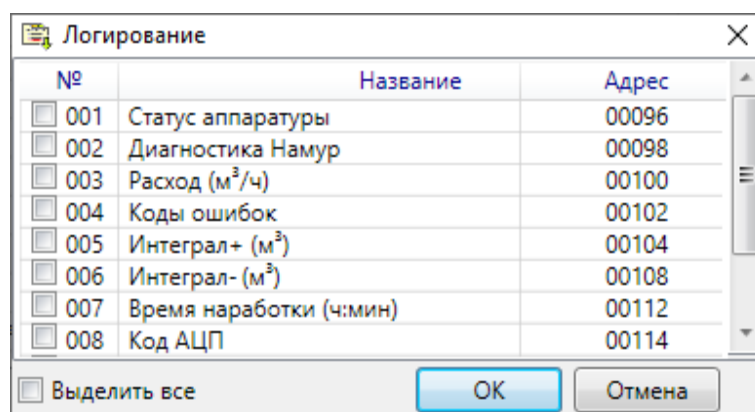 Логирование
№ Название Адрес
001 Статус аппаратуры 00096
002 Диагностика Намур 00098
003 Расход (м³/ч) 00100
004 Коды ошибок 00102
005 Интеграл+ (м³) 00104
006 Интеграл- (м³) 00108
007 Время наработки (ч:мин) 00112
008 Код АЦП 00114
Выделить все OK Отмена